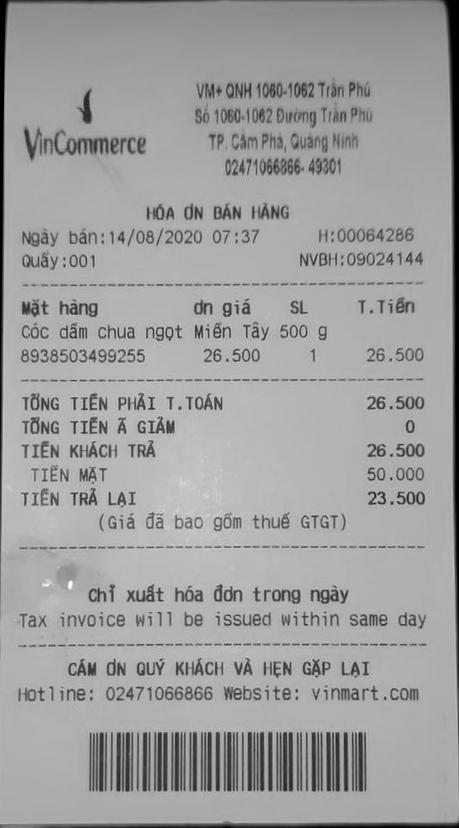 VinCommerce
VM+ QNH 1060-1062 Trần Phú
Số 1060-1062 Đường Trần Phú
TP. Cẩm Phả, Quảng Ninh
02471066866- 49301
HÓA ƠN BÁN HÀNG
Ngày bán:14/08/2020 07:37 H:00064286
Quầy:001 NVBH:09024144
Mặt hàng ơn giá SL T.Tiền
Cóc dầm chua ngọt Miền Tây 500 g
8938503499255 26.500 1 26.500
TỔNG TIỀN PHẢI T.TOÁN 26.500
TỔNG TIỀN Ã GIẢM 0
TIỀN KHÁCH TRẢ 26.500
TIỀN MẶT 50.000
TIỀN TRẢ LẠI 23.500
(Giá đã bao gồm thuế GTGT)
Chỉ xuất hóa đơn trong ngày
Tax invoice will be issued within same day
CÁM ƠN QUÝ KHÁCH VÀ HẸN GẶP LẠI
Hotline: 02471066866 Website: vinmart.com